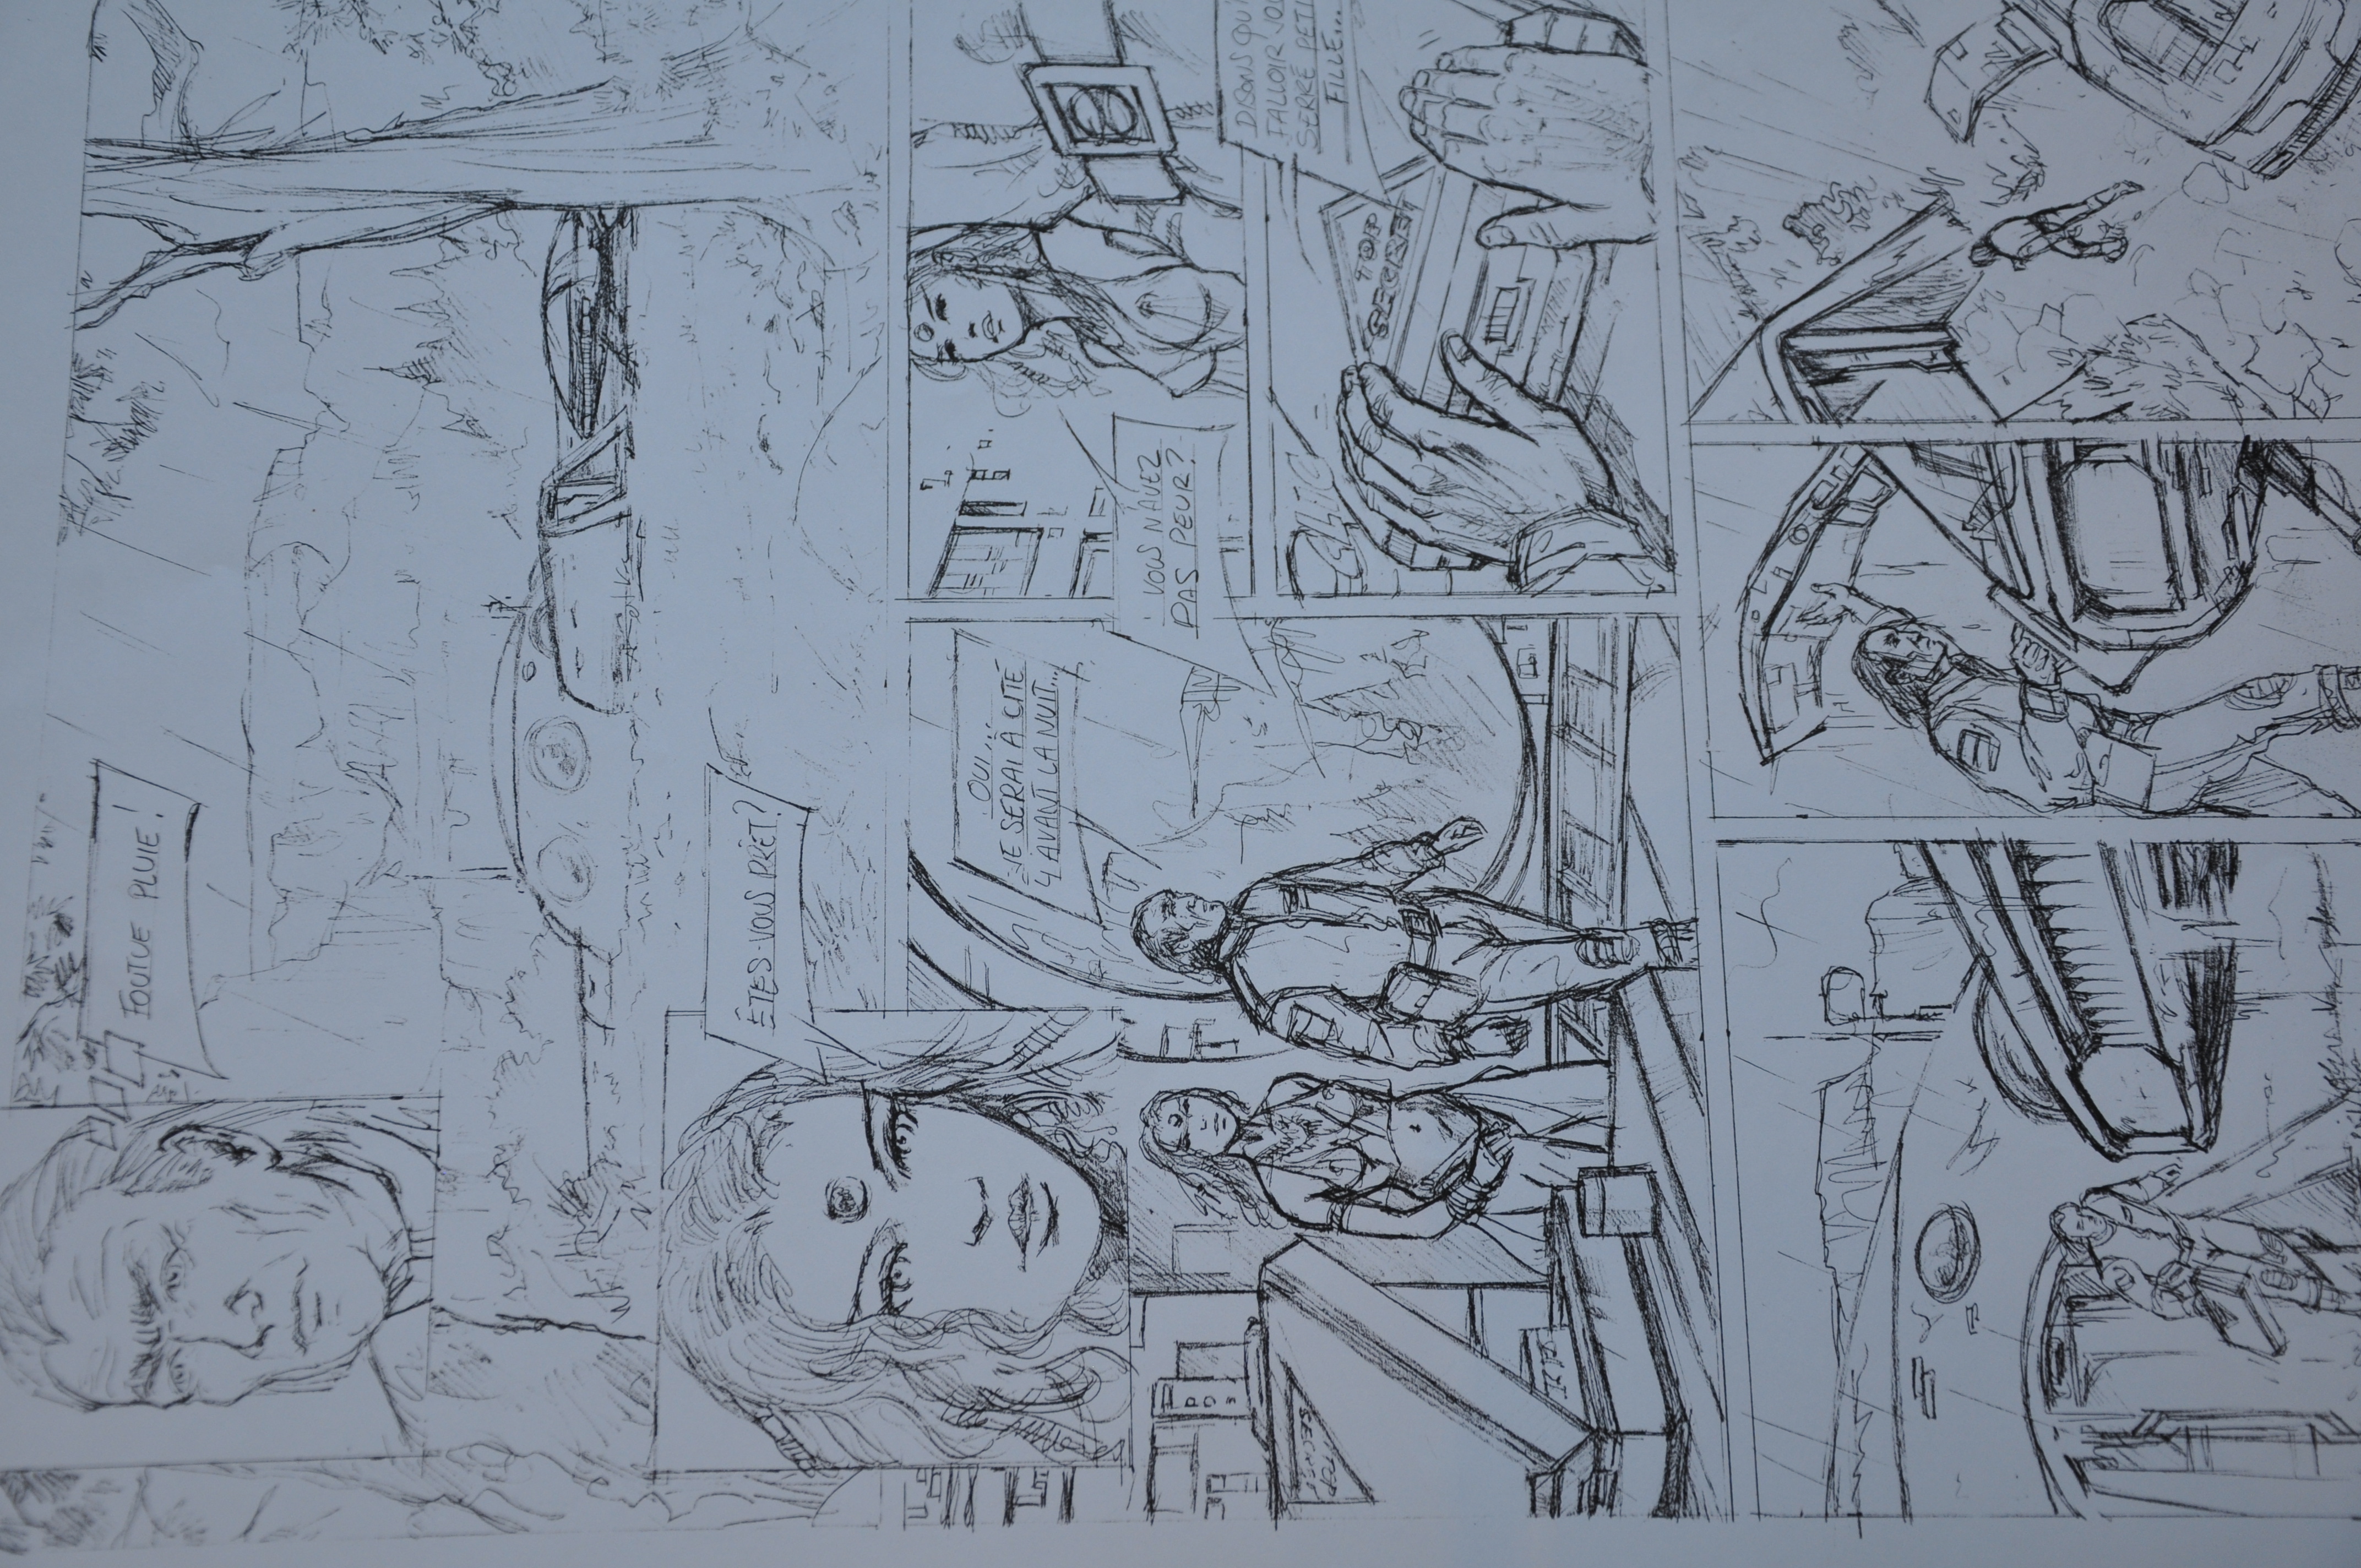 FOUTUE PLUIE!
ÊTES-VOUS PRÊT?
OUI...
JE SERAI À CITÉ
4 AVANT LA NUIT...
VOUS N'AVEZ
PAS PEUR?
DISONS QU'
FALLOIR JO
SERRÉ PET
FILLE...
CLIC
TOP
SECRET